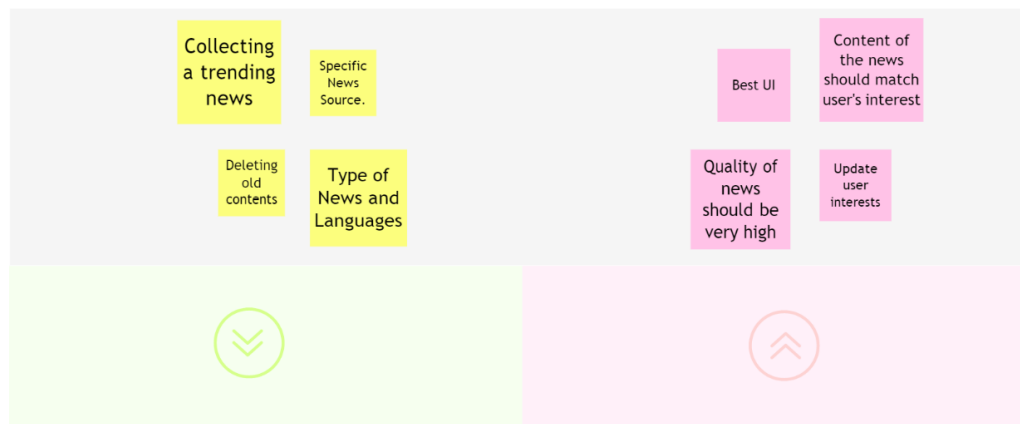 Collecting
a trending
news
Specific
News
Source.
Deleting
old
contents
Type of
News and
Languages
Best UI
Content of
the news
should match
user's interest
Quality of
news
should be
very high
Update
user
interests